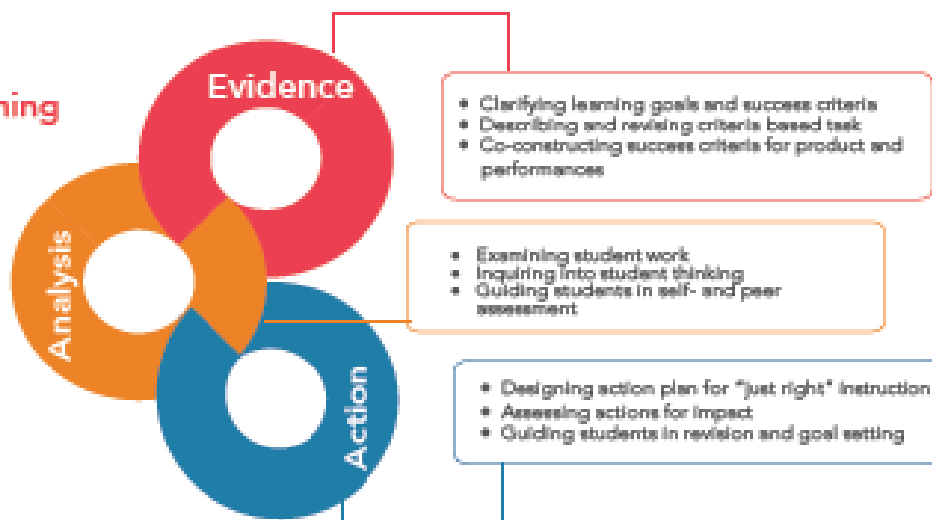 ning
Evidence
• Clarifying learning goals and success criteria
• Describing and revising criteria based task
• Co-constructing success criteria for product and
performances
Analysis
• Examining student work
• Inquiring into student thinking
• Guiding students in self- and peer
assessment
Action
• Designing action plan for "just right" instruction
• Assessing actions for impact
• Guiding students in revision and goal setting